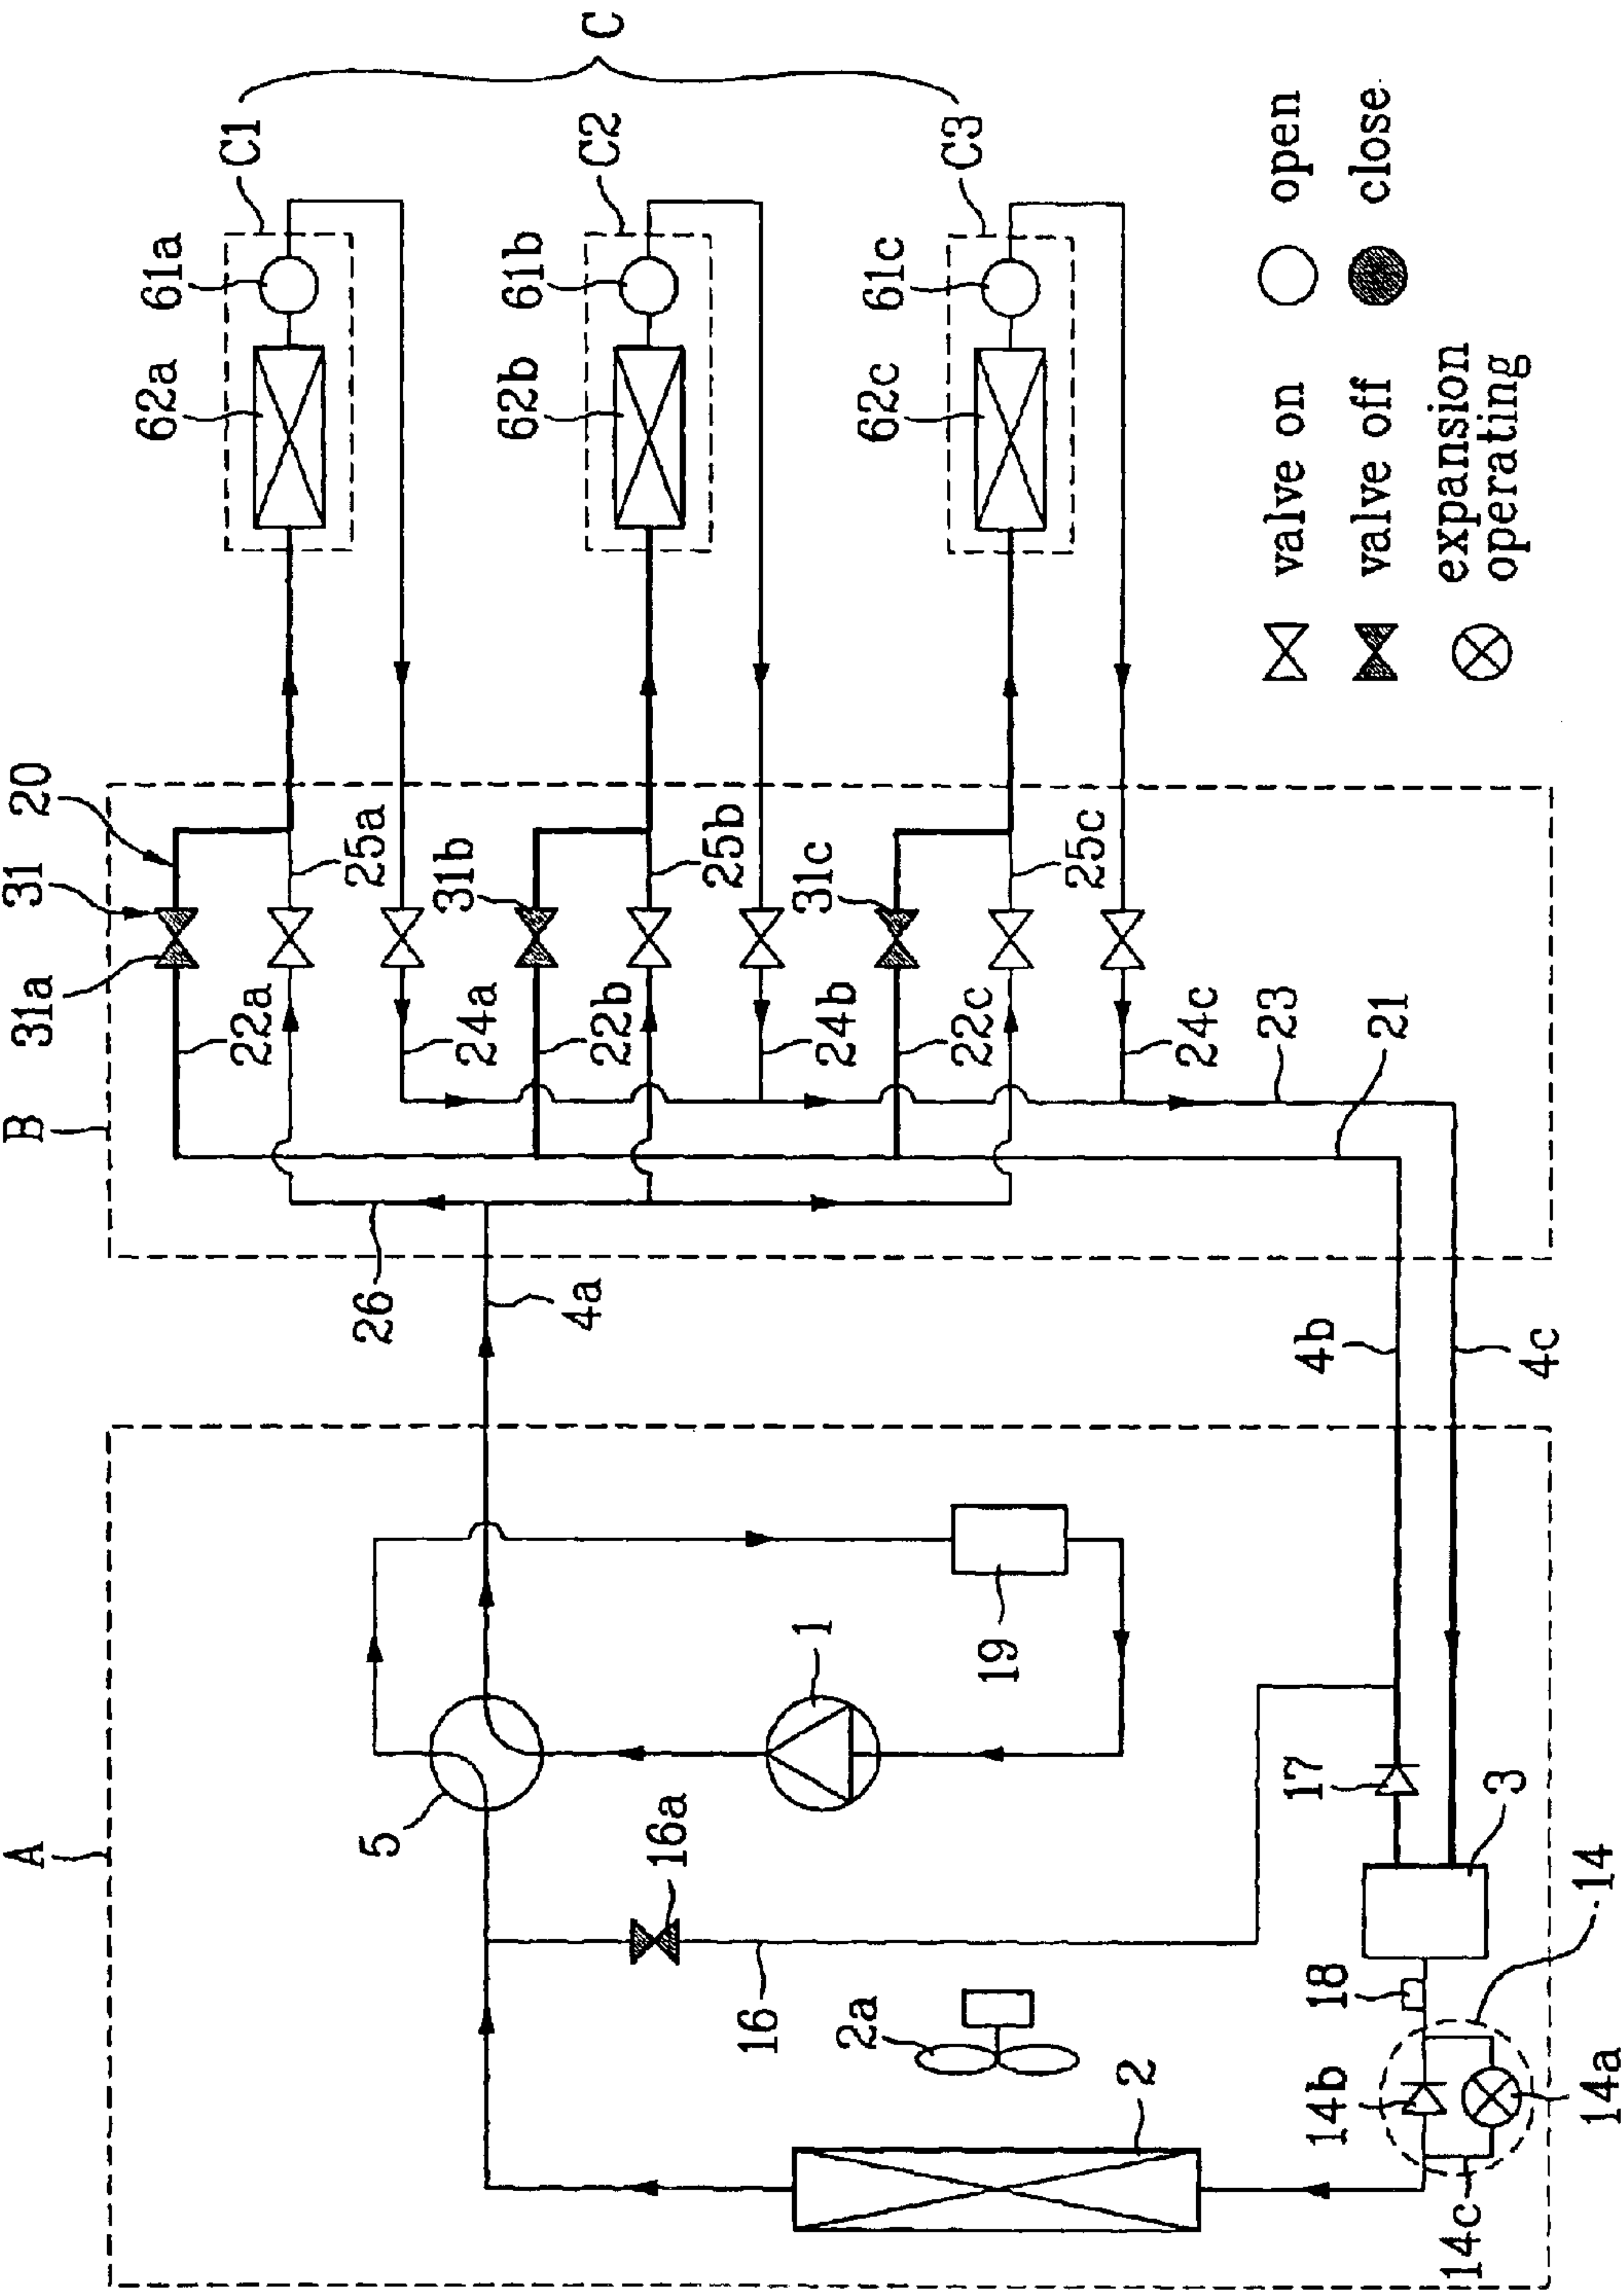 A
B
C
C1
C2
C3
20
31
31a
22a
25a
24a
31b
22b
25b
24b
31c
22c
25c
24c
23
21
26
4a
4b
4c
62a
61a
62b
61b
62c
61c
5
1
19
16a
16
2a
2
17
3
18
14
14b
14a
14c
valve on
open
valve off
close
expansion
operating